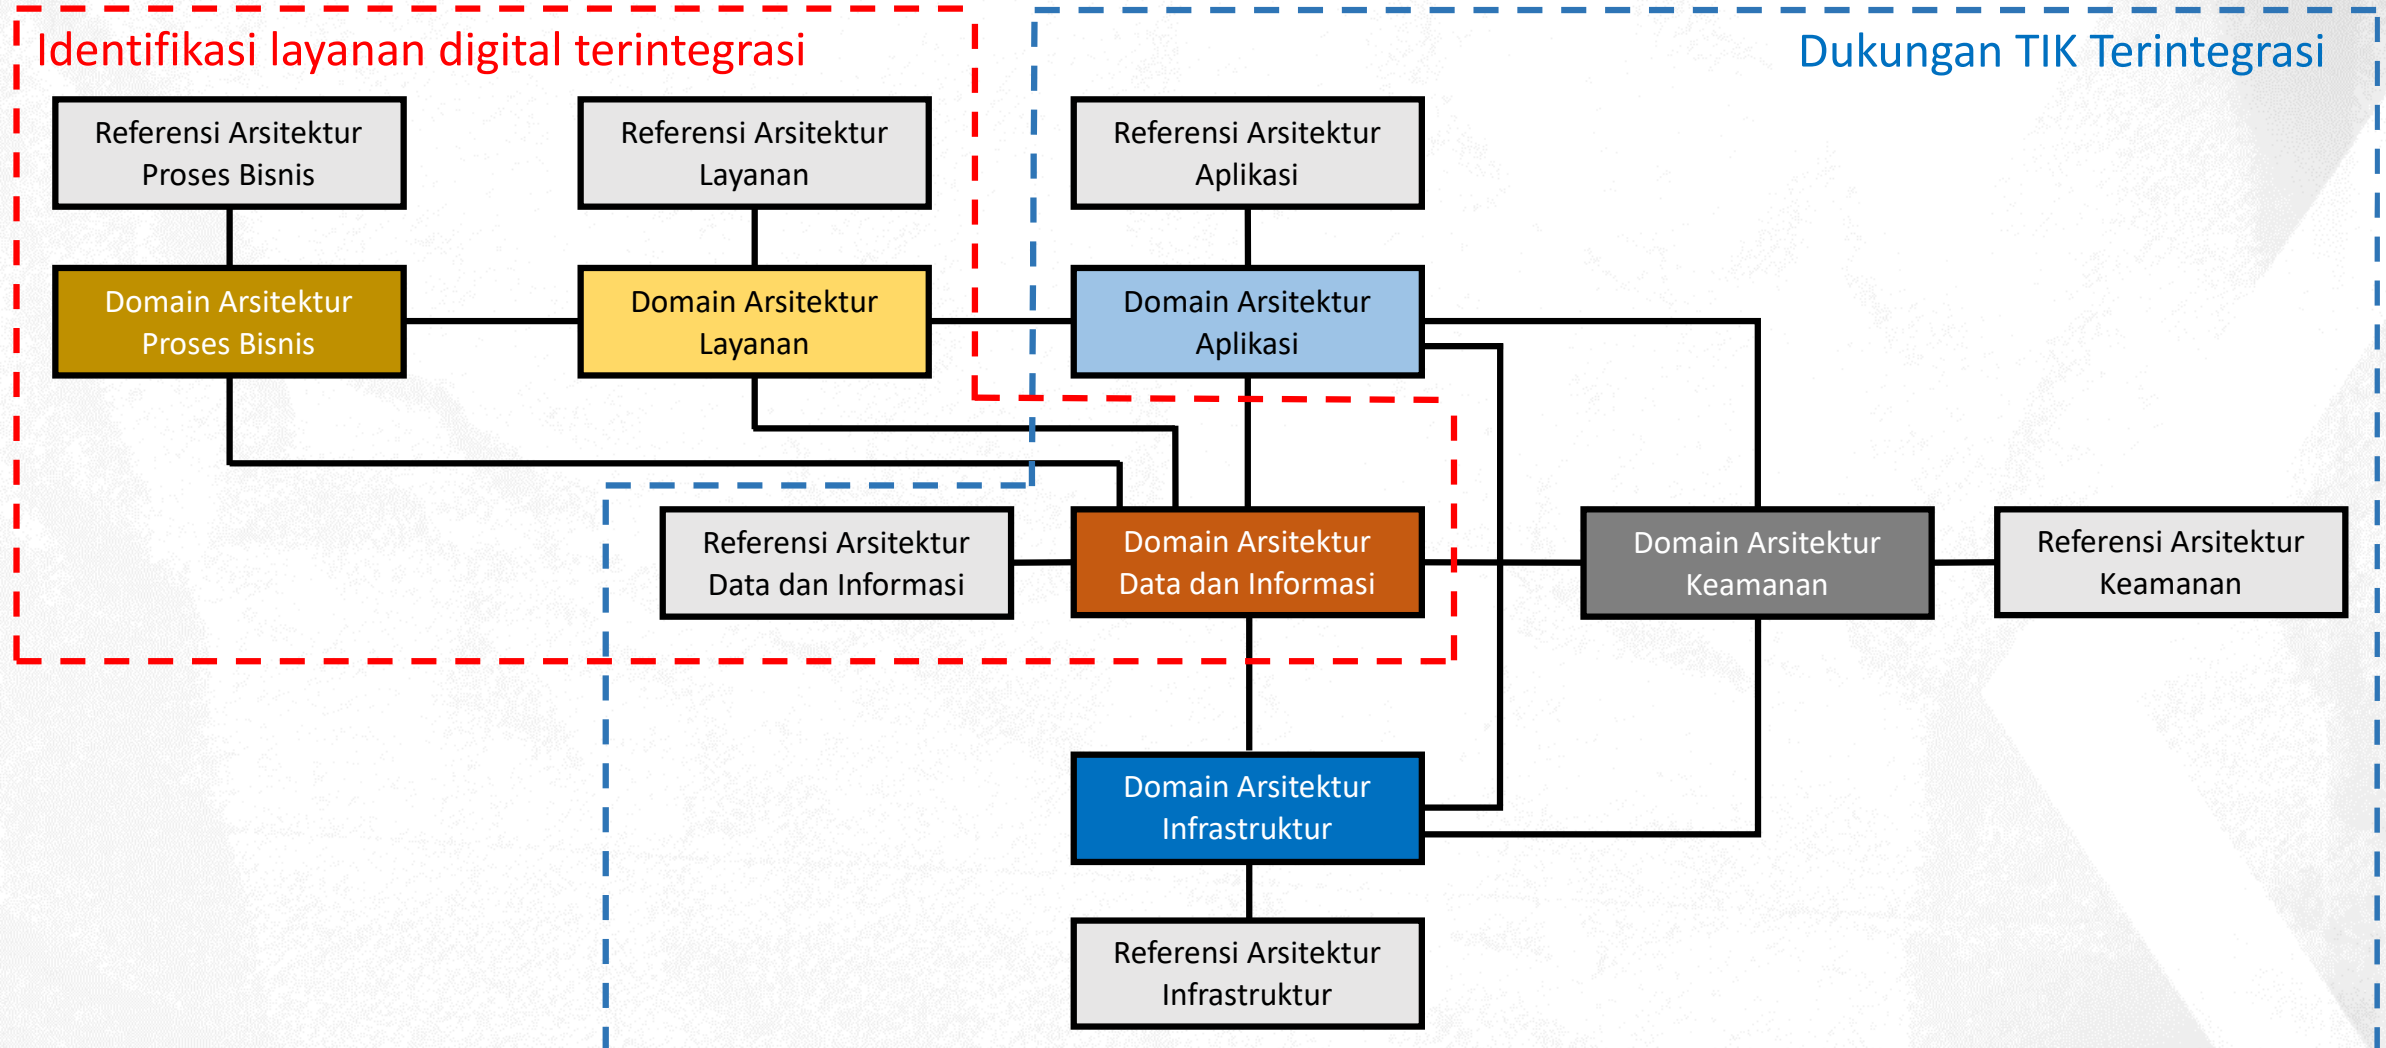 Identifikasi layanan digital terintegrasi
Dukungan TIK Terintegrasi
Referensi Arsitektur
Proses Bisnis
Referensi Arsitektur
Layanan
Referensi Arsitektur
Aplikasi
Domain Arsitektur
Proses Bisnis
Domain Arsitektur
Layanan
Domain Arsitektur
Aplikasi
Referensi Arsitektur
Data dan Informasi
Domain Arsitektur
Data dan Informasi
Domain Arsitektur
Keamanan
Referensi Arsitektur
Keamanan
Domain Arsitektur
Infrastruktur
Referensi Arsitektur
Infrastruktur